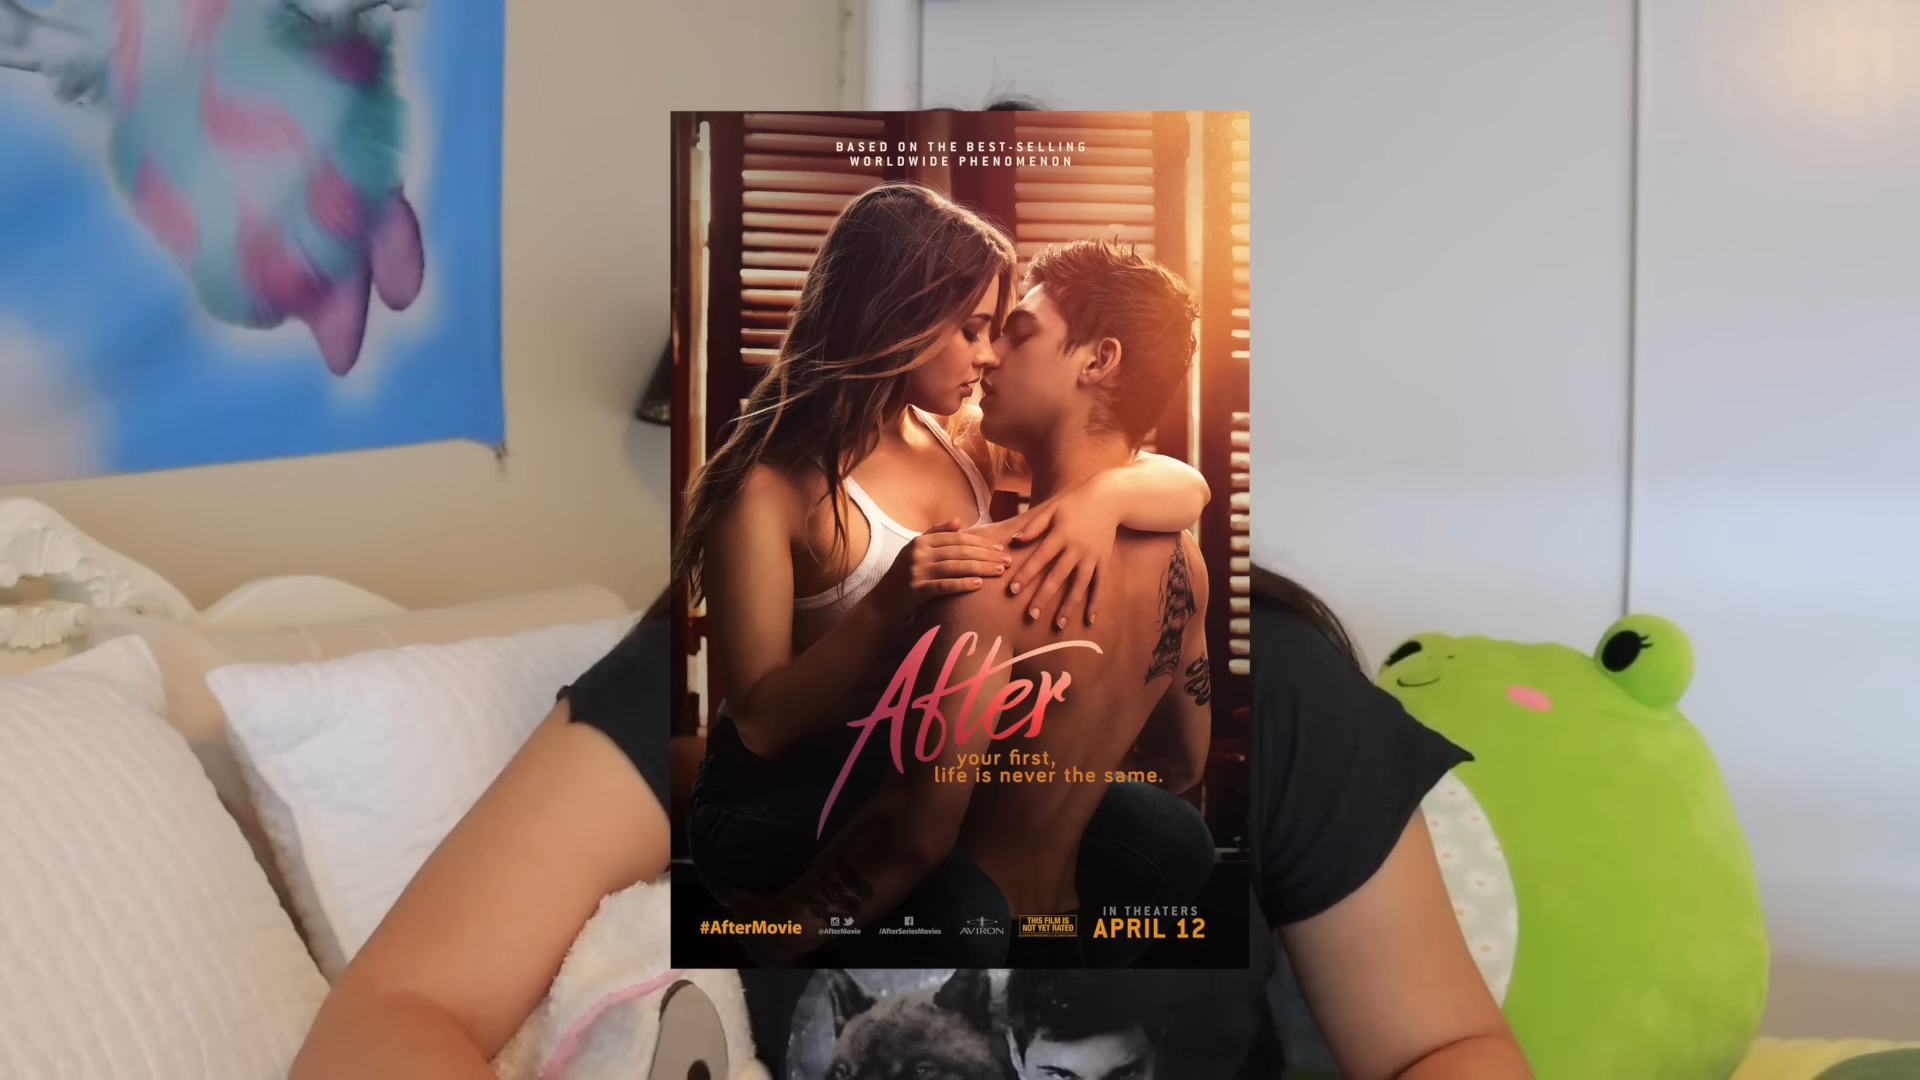 BASED ON THE BEST-SELLING
WORLDWIDE PHENOMENON
After
your first,
life is never the same.
#AfterMovie
@AfterMovie
/AfterSeriesMovies
AVIRON
THIS FILM IS
NOT YET RATED
IN THEATERS
APRIL 12